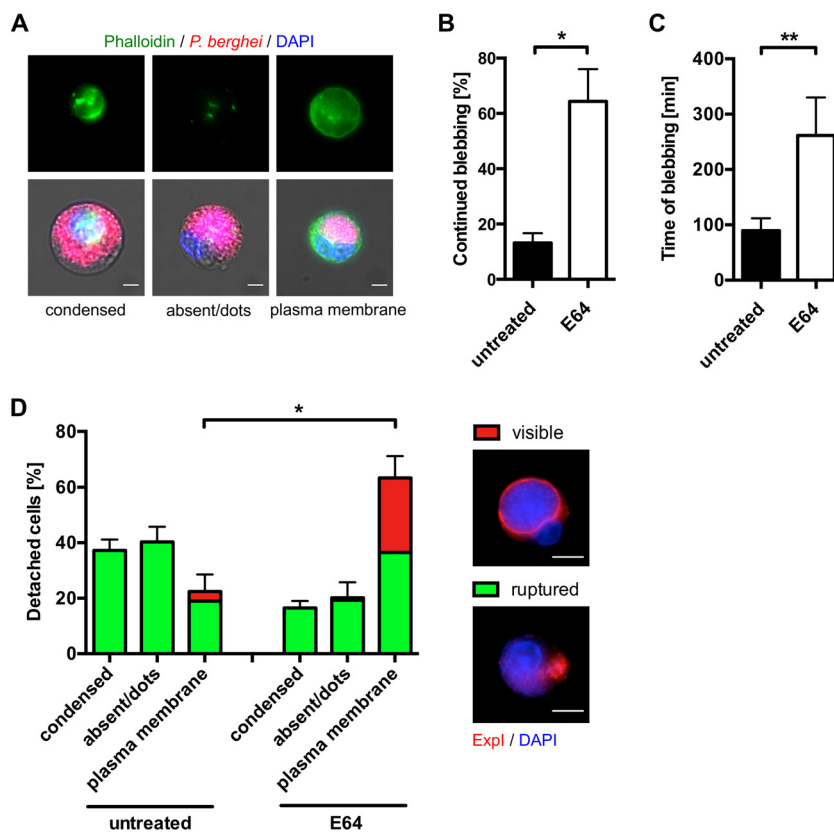 A
Phalloidin / P. berghei / DAPI
condensed
absent/dots
plasma membrane
B
Continued blebbing [%]
80
60
40
20
0
*
untreated
E64
C
Time of blebbing [min]
400
300
200
100
0
**
untreated
E64
D
Detached cells [%]
80
60
40
20
0
*
condensed
absent/dots
plasma membrane
condensed
absent/dots
plasma membrane
untreated
E64
visible
ruptured
ExpI / DAPI